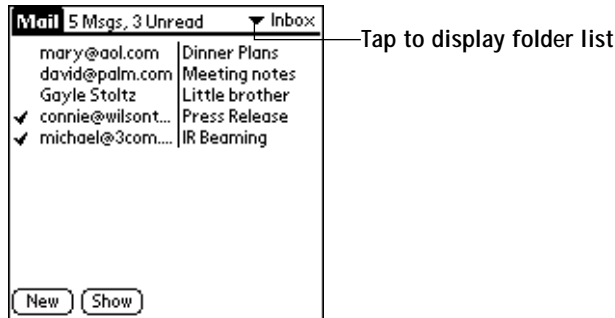 Mail 5 Msgs, 3 Unread Inbox
Tap to display folder list
mary@aol.com Dinner Plans
david@palm.com Meeting notes
Gayle Stoltz Little brother
connie@wilsont... Press Release
michael@3com.... IR Beaming
New Show